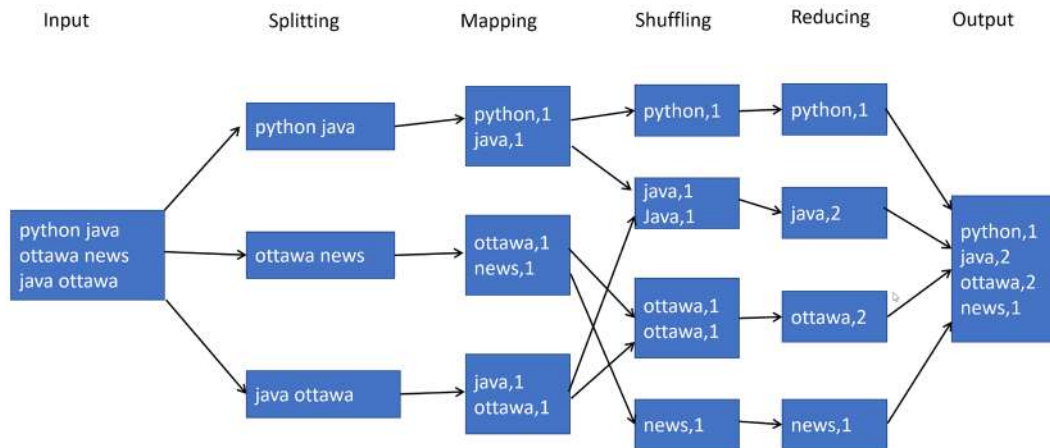 Input
Splitting
Mapping
Shuffling
Reducing
Output
python java
ottawa news
java ottawa
python java
ottawa news
java ottawa
python,1
java,1
ottawa,1
news,1
java,1
ottawa,1
python,1
java,1
Java,1
ottawa,1
ottawa,1
news,1
python,1
java,2
ottawa,2
news,1
python,1
java,2
ottawa,2
news,1